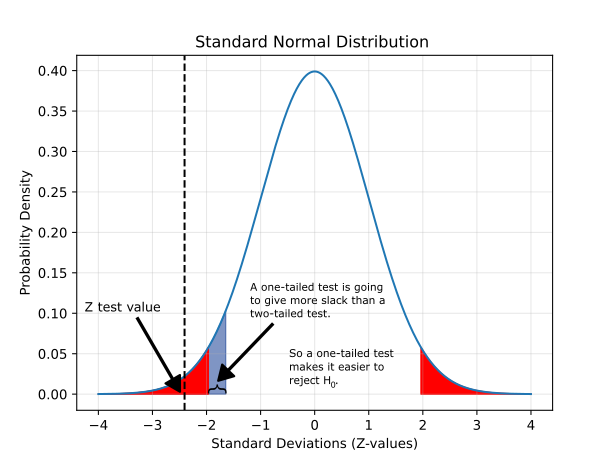 Standard Normal Distribution
Probability Density
0.40
0.35
0.30
0.25
0.20
0.15
0.10
0.05
0.00
Z test value
A one-tailed test is going
to give more slack than a
two-tailed test.
So a one-tailed test
makes it easier to
reject H₀.
−4 −3 −2 −1 0 1 2 3 4
Standard Deviations (Z-values)